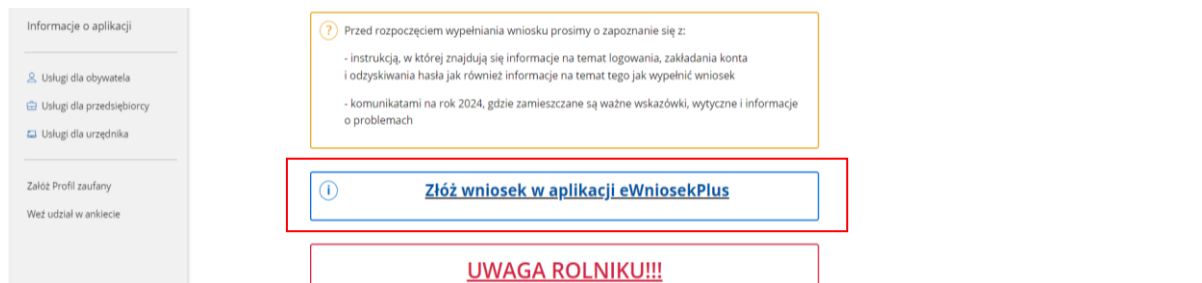 Informacje o aplikacji
Usługi dla obywatela
Usługi dla przedsiębiorcy
Usługi dla urzędnika
Załóż Profil zaufany
Weź udział w ankiecie
Przed rozpoczęciem wypełniania wniosku prosimy o zapoznanie się z:
- instrukcją, w której znajdują się informacje na temat logowania, zakładania konta
i odzyskiwania hasła jak również informacje na temat tego jak wypełnić wniosek
- komunikatami na rok 2024, gdzie zamieszczane są ważne wskazówki, wytyczne i informacje
o problemach
Złóż wniosek w aplikacji eWniosekPlus
UWAGA ROLNIKU!!!